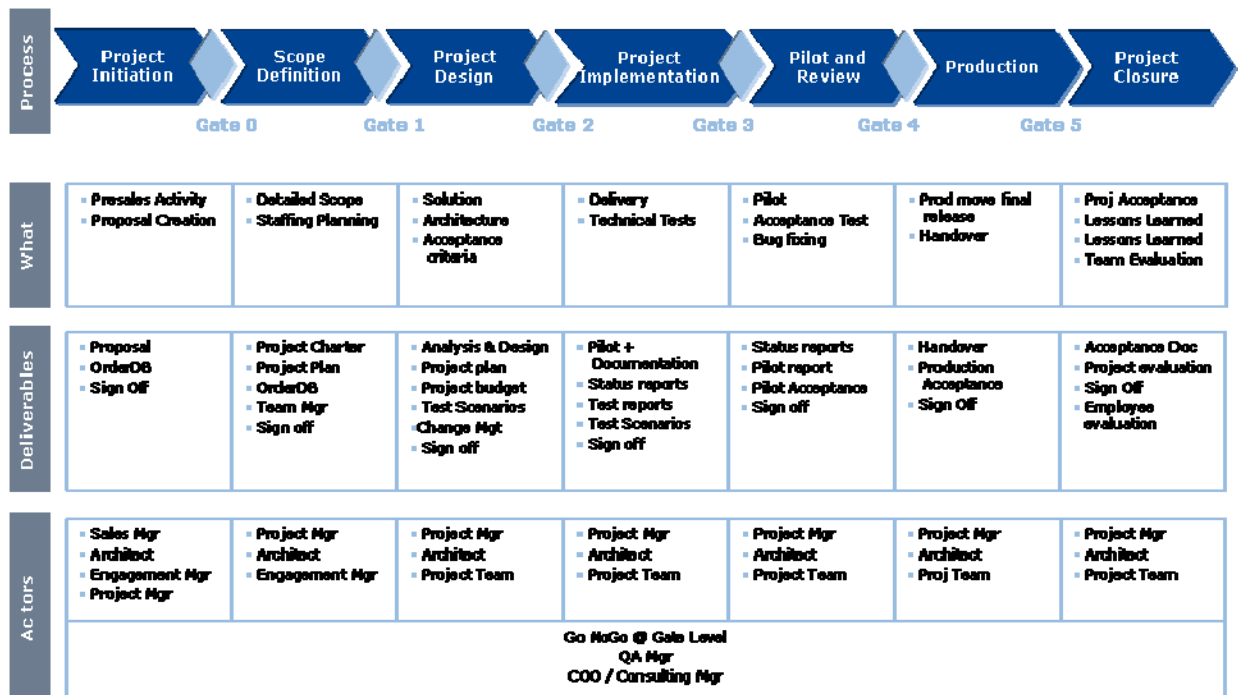 Process
Project
Initiation
Scope
Definition
Project
Design
Project
Implementation
Pilot and
Review
Production
Project
Closure
Gate 0
Gate 1
Gate 2
Gate 3
Gate 4
Gate 5
What
Presales Activity
Proposal Creation
Detailed Scope
Staffing Planning
Solution
Architecture
Acceptance
criteria
Delivery
Technical Tests
Pilot
Acceptance Test
Bug fixing
Prod move final
release
Handover
Proj Acceptance
Lessons Learned
Lessons Learned
Team Evaluation
Deliverables
Proposal
OrderDB
Sign Off
Project Charter
Project Plan
OrderDB
Team Mgr
Sign off
Analysis & Design
Project plan
Project budget
Test Scenarios
Change Mgt
Sign off
Pilot +
Documentation
Status reports
Test reports
Test Scenarios
Sign off
Status reports
Pilot report
Pilot Acceptance
Sign off
Handover
Production
Acceptance
Sign Off
Acceptance Doc
Project evaluation
Sign Off
Employee
evaluation
Ac tors
Sales Mgr
Architect
Engagement Mgr
Project Mgr
Project Mgr
Architect
Engagement Mgr
Project Mgr
Architect
Project Team
Project Mgr
Architect
Project Team
Project Mgr
Architect
Project Team
Project Mgr
Architect
Proj Team
Project Mgr
Architect
Project Team
Go NoGo @ Gate Level
QA Mgr
COO / Consulting Mgr